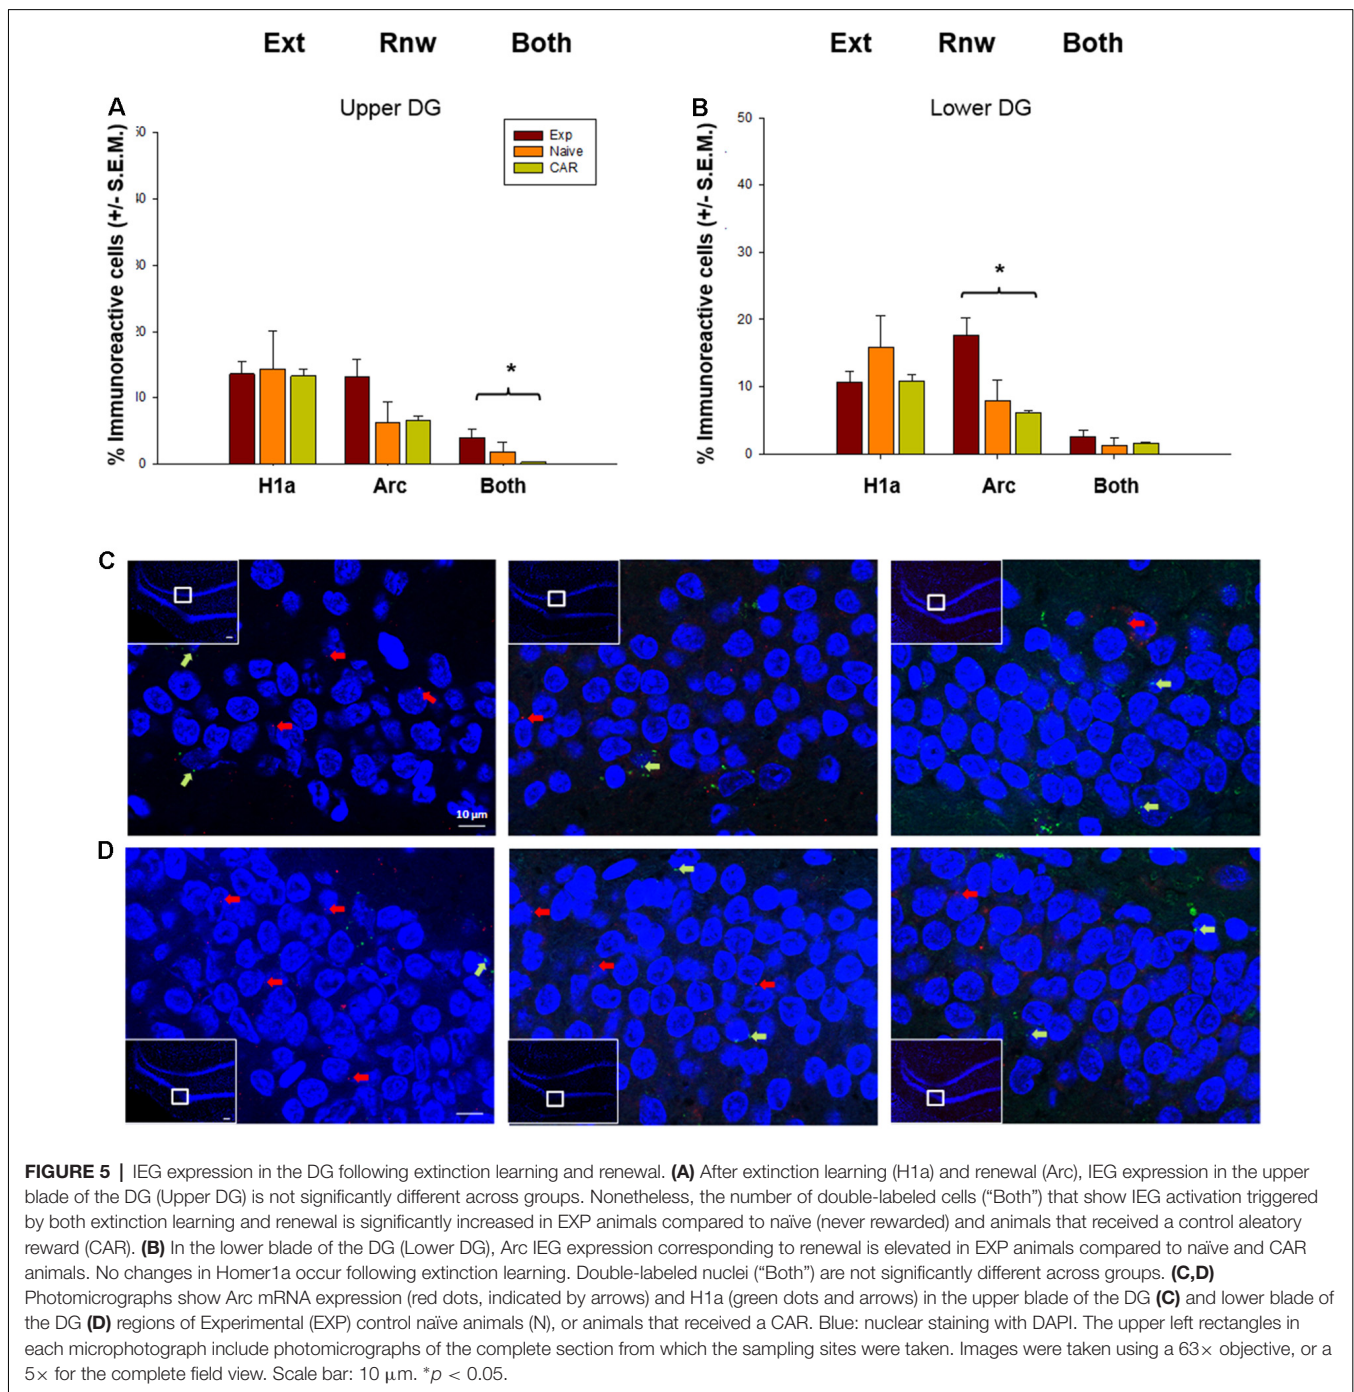 Ext Rnw Both Ext Rnw Both
A Upper DG
% Immunoreactive cells (+/- S.E.M.)
Exp
Naive
CAR
40
20
0
*
H1a Arc Both
B Lower DG
% Immunoreactive cells (+/- S.E.M.)
50
40
30
20
10
0
*
H1a Arc Both
C
10 µm
D
FIGURE 5 | IEG expression in the DG following extinction learning and renewal. (A) After extinction learning (H1a) and renewal (Arc), IEG expression in the upper
blade of the DG (Upper DG) is not significantly different across groups. Nonetheless, the number of double-labeled cells (“Both”) that show IEG activation triggered
by both extinction learning and renewal is significantly increased in EXP animals compared to naïve (never rewarded) and animals that received a control aleatory
reward (CAR). (B) In the lower blade of the DG (Lower DG), Arc IEG expression corresponding to renewal is elevated in EXP animals compared to naïve and CAR
animals. No changes in Homer1a occur following extinction learning. Double-labeled nuclei (“Both”) are not significantly different across groups. (C,D)
Photomicrographs show Arc mRNA expression (red dots, indicated by arrows) and H1a (green dots and arrows) in the upper blade of the DG (C) and lower blade of
the DG (D) regions of Experimental (EXP) control naïve animals (N), or animals that received a CAR. Blue: nuclear staining with DAPI. The upper left rectangles in
each microphotograph include photomicrographs of the complete section from which the sampling sites were taken. Images were taken using a 63× objective, or a
5× for the complete field view. Scale bar: 10 µm. *p < 0.05.